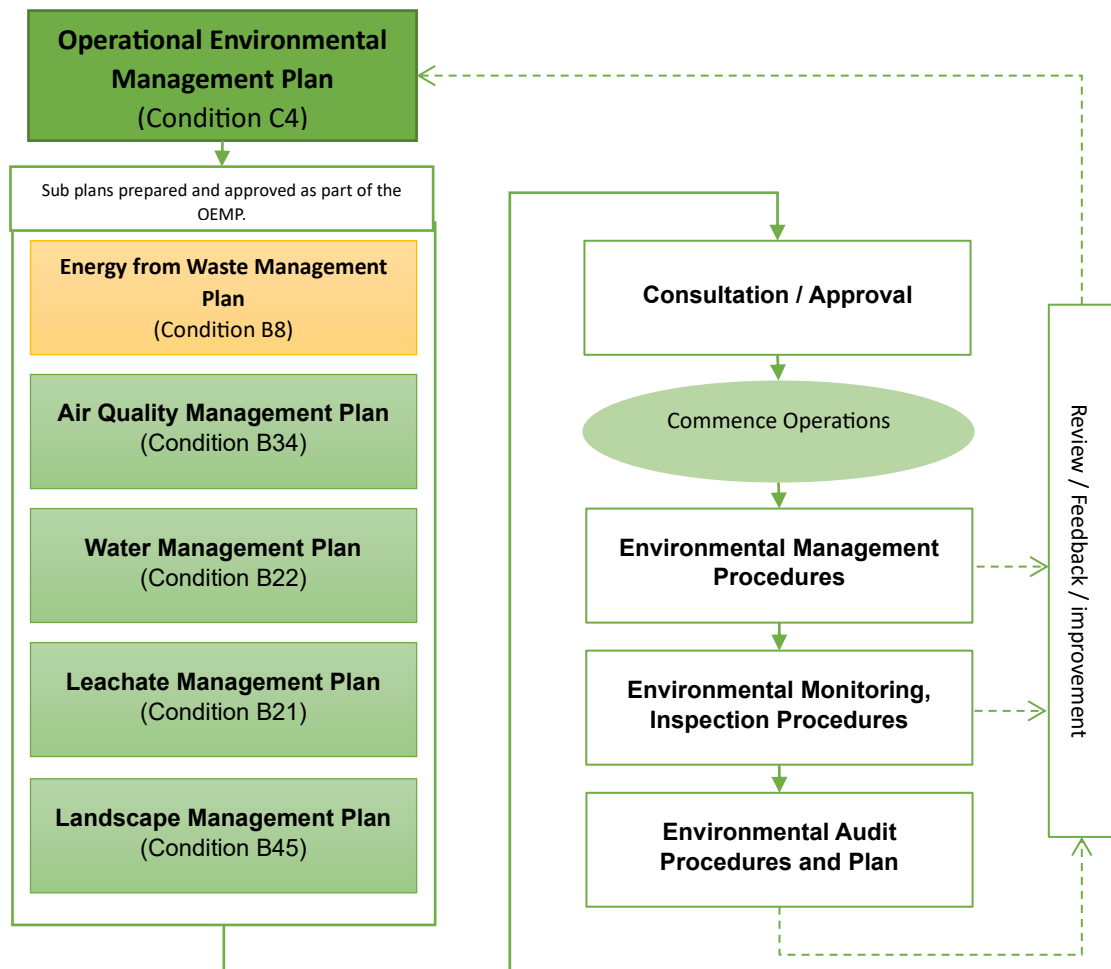 Operational Environmental
Management Plan
(Condition C4)
Sub plans prepared and approved as part of the
OEMP.
Energy from Waste Management
Plan
(Condition B8)
Air Quality Management Plan
(Condition B34)
Water Management Plan
(Condition B22)
Leachate Management Plan
(Condition B21)
Landscape Management Plan
(Condition B45)
Consultation / Approval
Commence Operations
Environmental Management
Procedures
Environmental Monitoring,
Inspection Procedures
Environmental Audit
Procedures and Plan
Review / Feedback / improvement